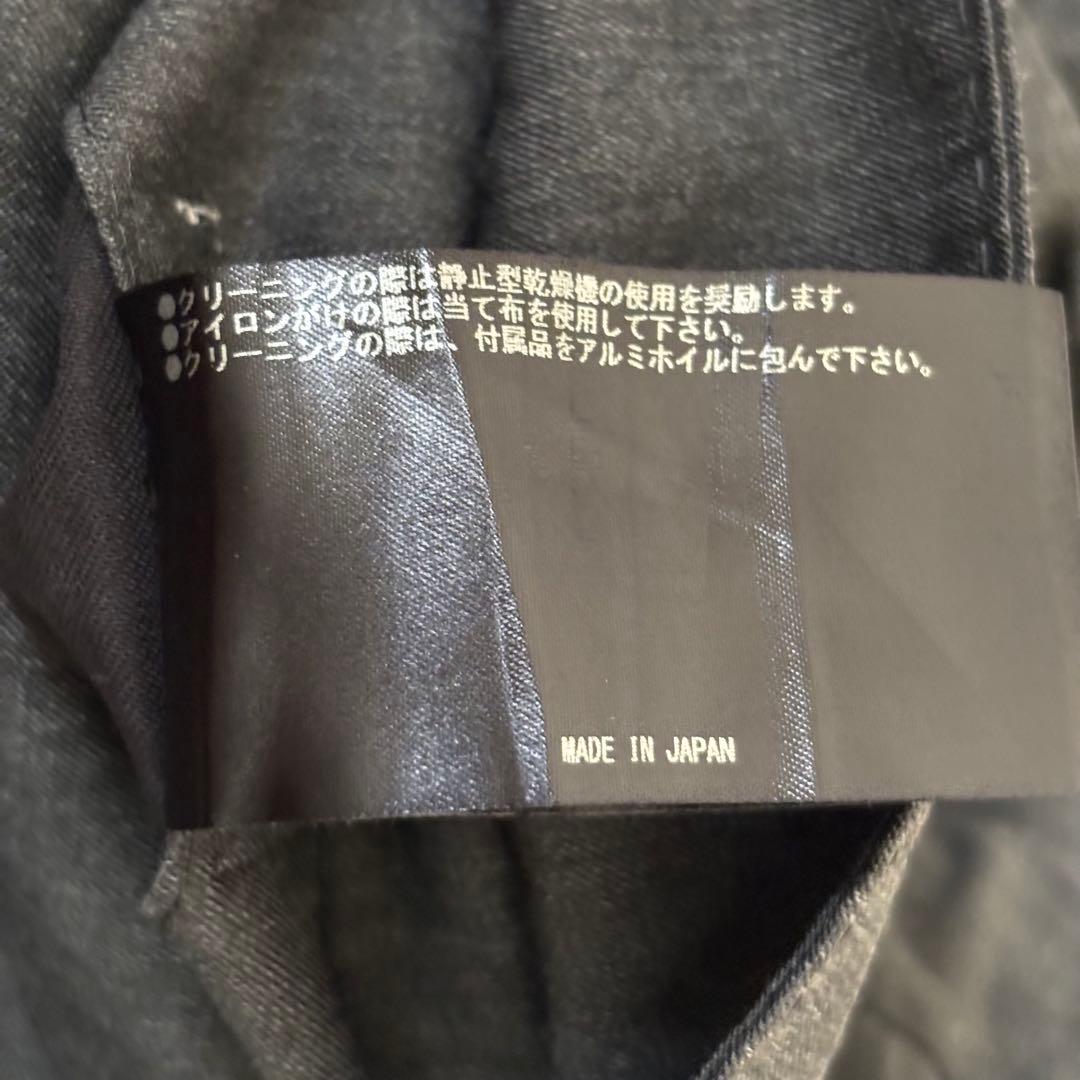 ●クリーニングの際は静止型乾燥機の使用を奨励します。
●アイロンがけの際は当て布を使用して下さい。
●クリーニングの際は、付属品をアルミホイルに包んで下さい。
MADE IN JAPAN